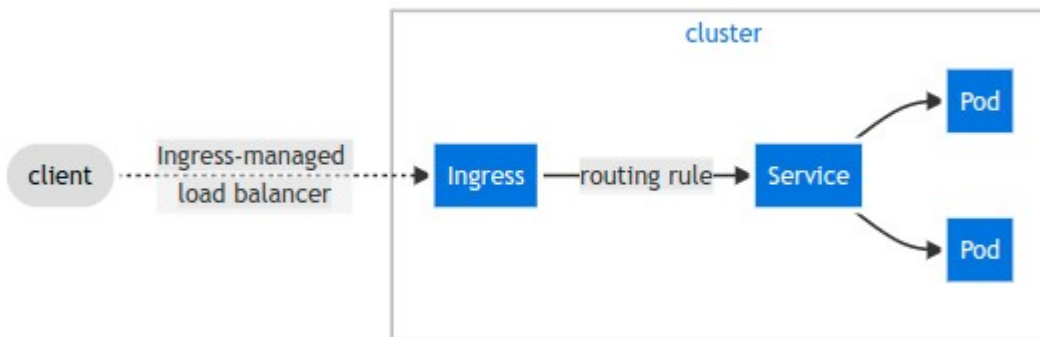 cluster
client
Ingress-managed
load balancer
Ingress
routing rule
Service
Pod
Pod